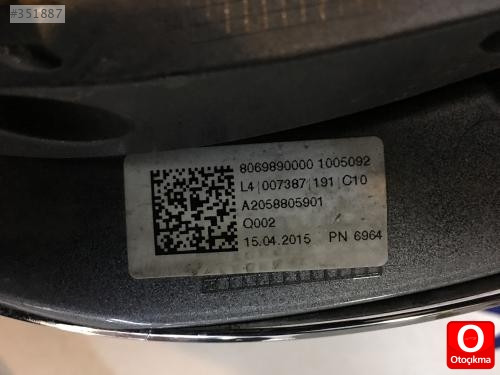 #351887
8069890000 1005092
L4|007387|191|C10
A2058805901
Q002
15.04.2015 PN 6964
Otoçıkma